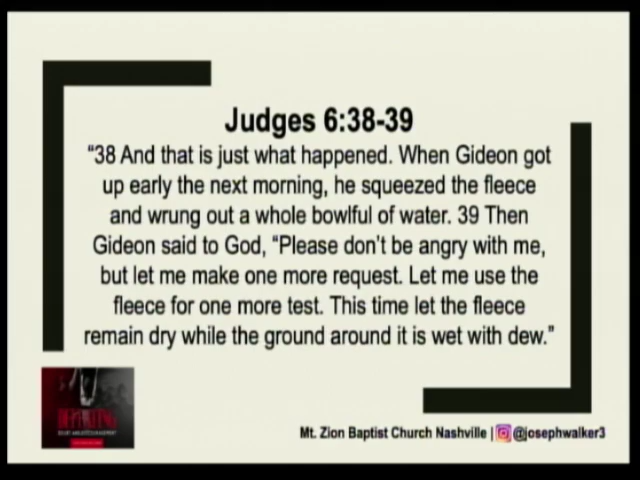 Judges 6:38-39
“38 And that is just what happened. When Gideon got
up early the next morning, he squeezed the fleece
and wrung out a whole bowlful of water. 39 Then
Gideon said to God, “Please don’t be angry with me,
but let me make one more request. Let me use the
fleece for one more test. This time let the fleece
remain dry while the ground around it is wet with dew.”
Mt. Zion Baptist Church Nashville | @josephwalker3